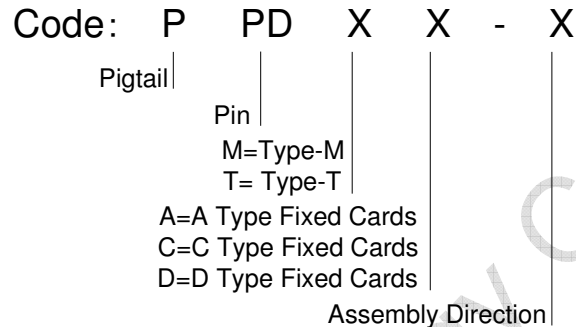 Code: P PD X X - X
Pigtail
Pin
M=Type-M
T= Type-T
A=A Type Fixed Cards
C=C Type Fixed Cards
D=D Type Fixed Cards
Assembly Direction